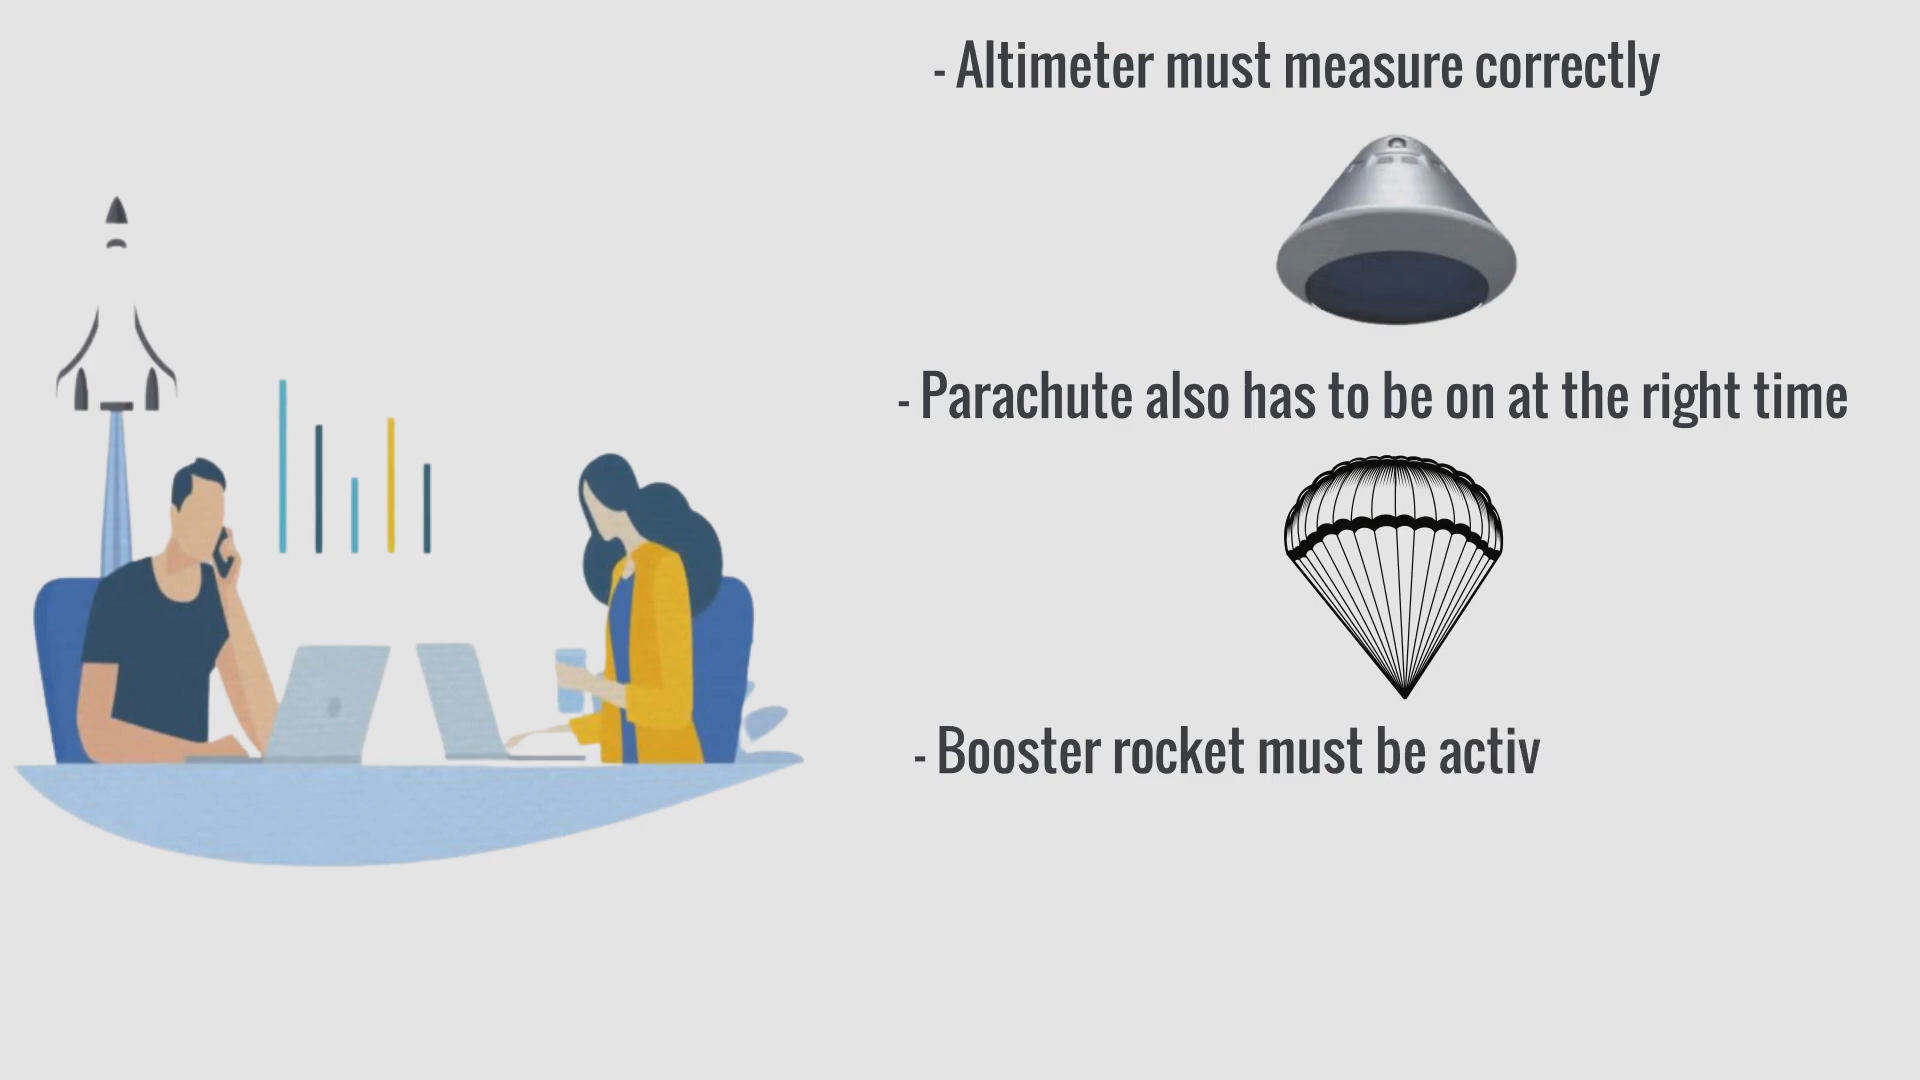 - Altimeter must measure correctly
- Parachute also has to be on at the right time
- Booster rocket must be activ